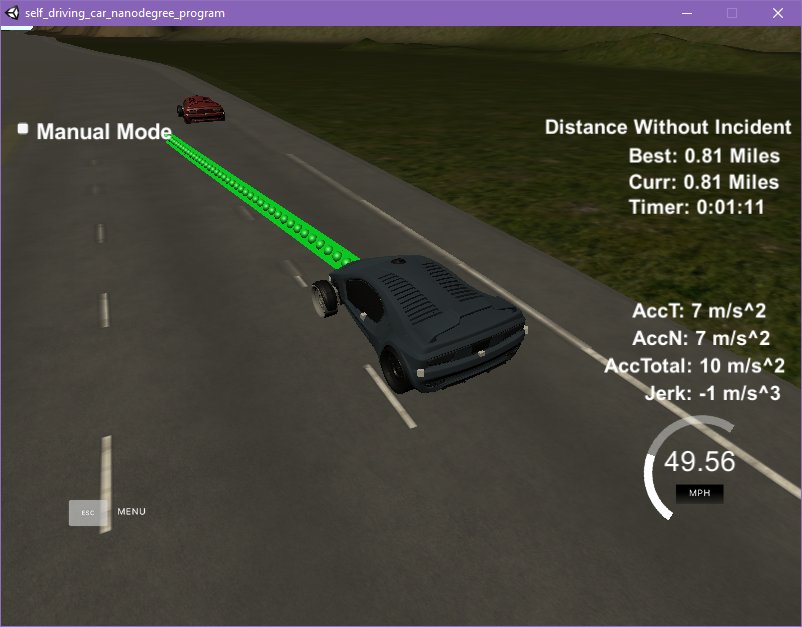 self_driving_car_nanodegree_program
Manual Mode
Distance Without Incident
Best: 0.81 Miles
Curr: 0.81 Miles
Timer: 0:01:11
AccT: 7 m/s^2
AccN: 7 m/s^2
AccTotal: 10 m/s^2
Jerk: -1 m/s^3
49.56
MPH
ESC MENU